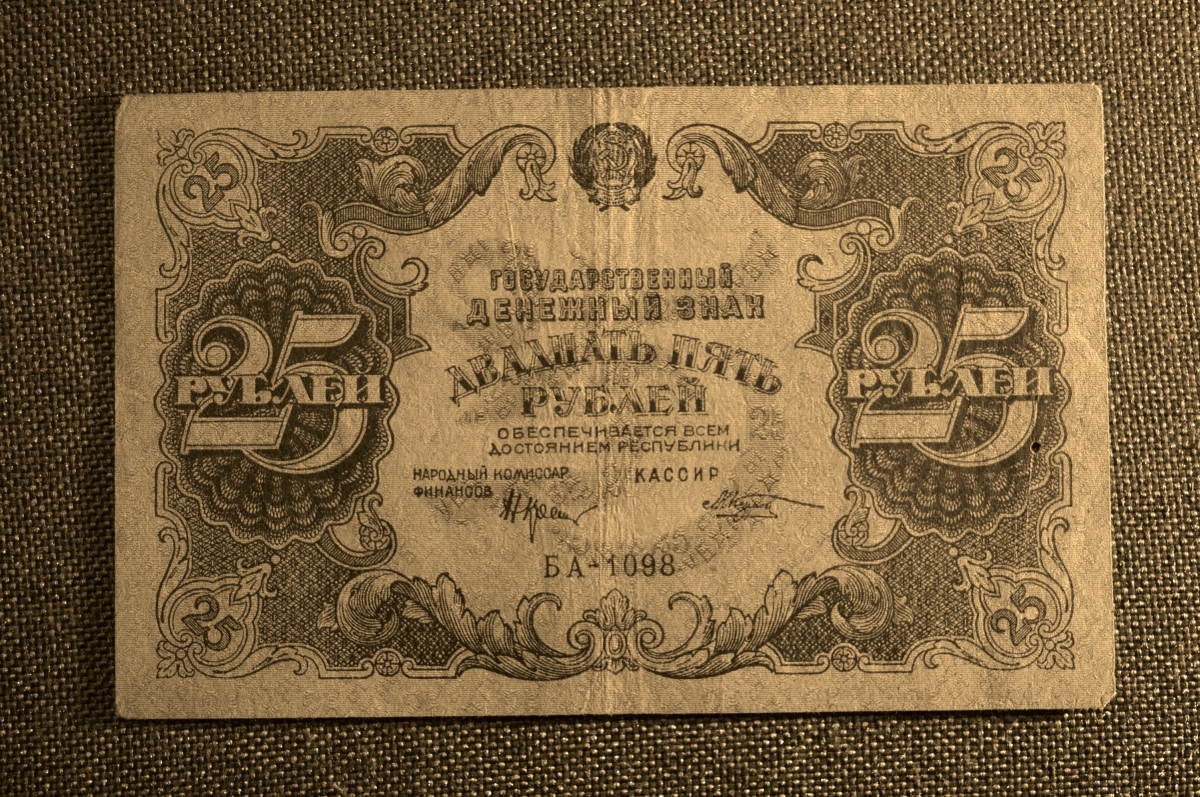 25 25
ГОСУДАРСТВЕННЫЙ
ДЕНЕЖНЫЙ ЗНАК
ДВАДЦАТЬ ПЯТЬ
РУБЛЕЙ
25 РУБЛЕЙ
25 РУБЛЕЙ
ОБЕСПЕЧИВАЕТСЯ ВСЕМ
ДОСТОЯНИЕМ РЕСПУБЛИКИ
НАРОДНЫЙ КОМИССАР
ФИНАНСОВ
КАССИР
БА-1098
25 25